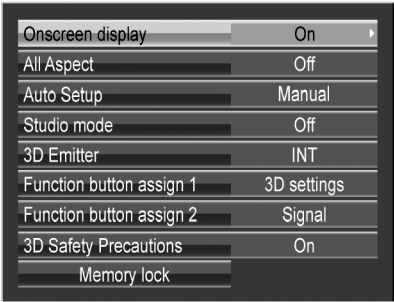 Onscreen display On
All Aspect Off
Auto Setup Manual
Studio mode Off
3D Emitter INT
Function button assign 1 3D settings
Function button assign 2 Signal
3D Safety Precautions On
Memory lock